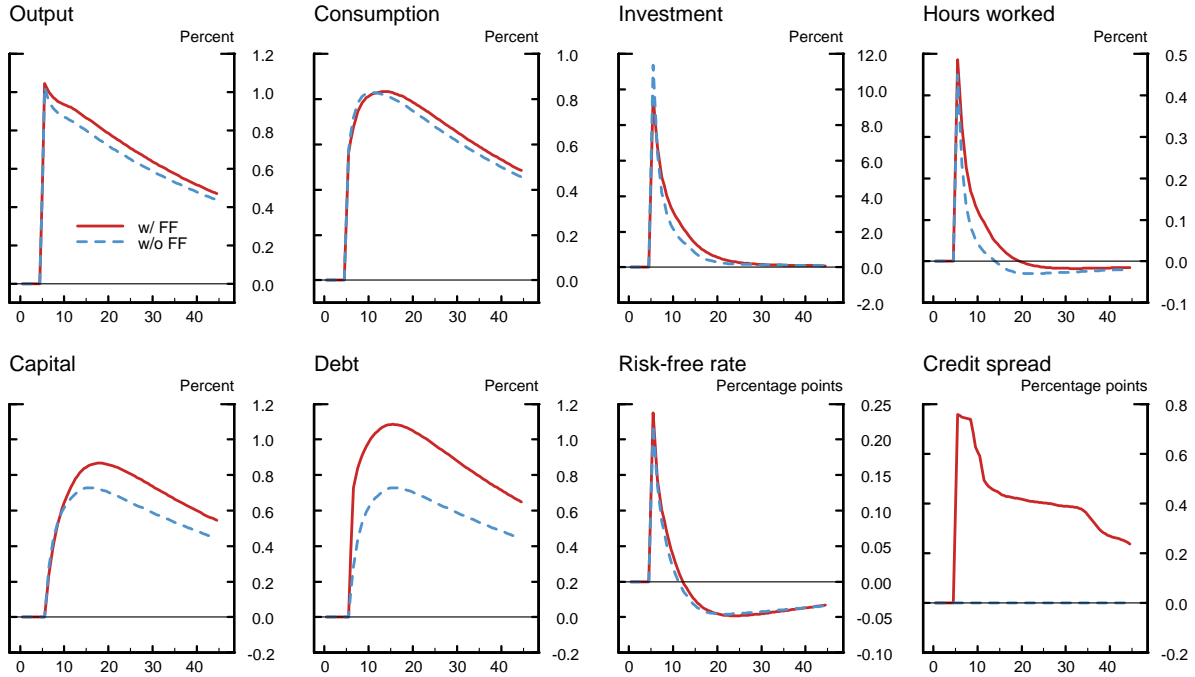 Output
Percent
1.2
1.0
0.8
0.6
0.4
0.2
0.0
w/ FF
w/o FF
0 10 20 30 40
Consumption
Percent
1.0
0.8
0.6
0.4
0.2
0.0
0 10 20 30 40
Investment
Percent
12.0
10.0
8.0
6.0
4.0
2.0
0.0
-2.0
0 10 20 30 40
Hours worked
Percent
0.5
0.4
0.3
0.2
0.1
0.0
-0.1
0 10 20 30 40
Capital
Percent
1.2
1.0
0.8
0.6
0.4
0.2
0.0
-0.2
0 10 20 30 40
Debt
Percent
1.2
1.0
0.8
0.6
0.4
0.2
0.0
-0.2
0 10 20 30 40
Risk-free rate
Percentage points
0.25
0.20
0.15
0.10
0.05
0.00
-0.05
-0.10
0 10 20 30 40
Credit spread
Percentage points
0.8
0.6
0.4
0.2
0.0
-0.2
0 10 20 30 40